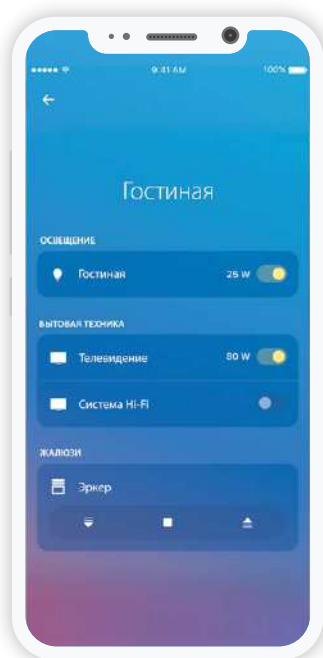 9:41 AM 100%
Гостиная
ОСВЕЩЕНИЕ
Гостиная 25 W
БЫТОВАЯ ТЕХНИКА
Телевидение 80 W
Система Hi-Fi
ЖАЛЮЗИ
Эркер